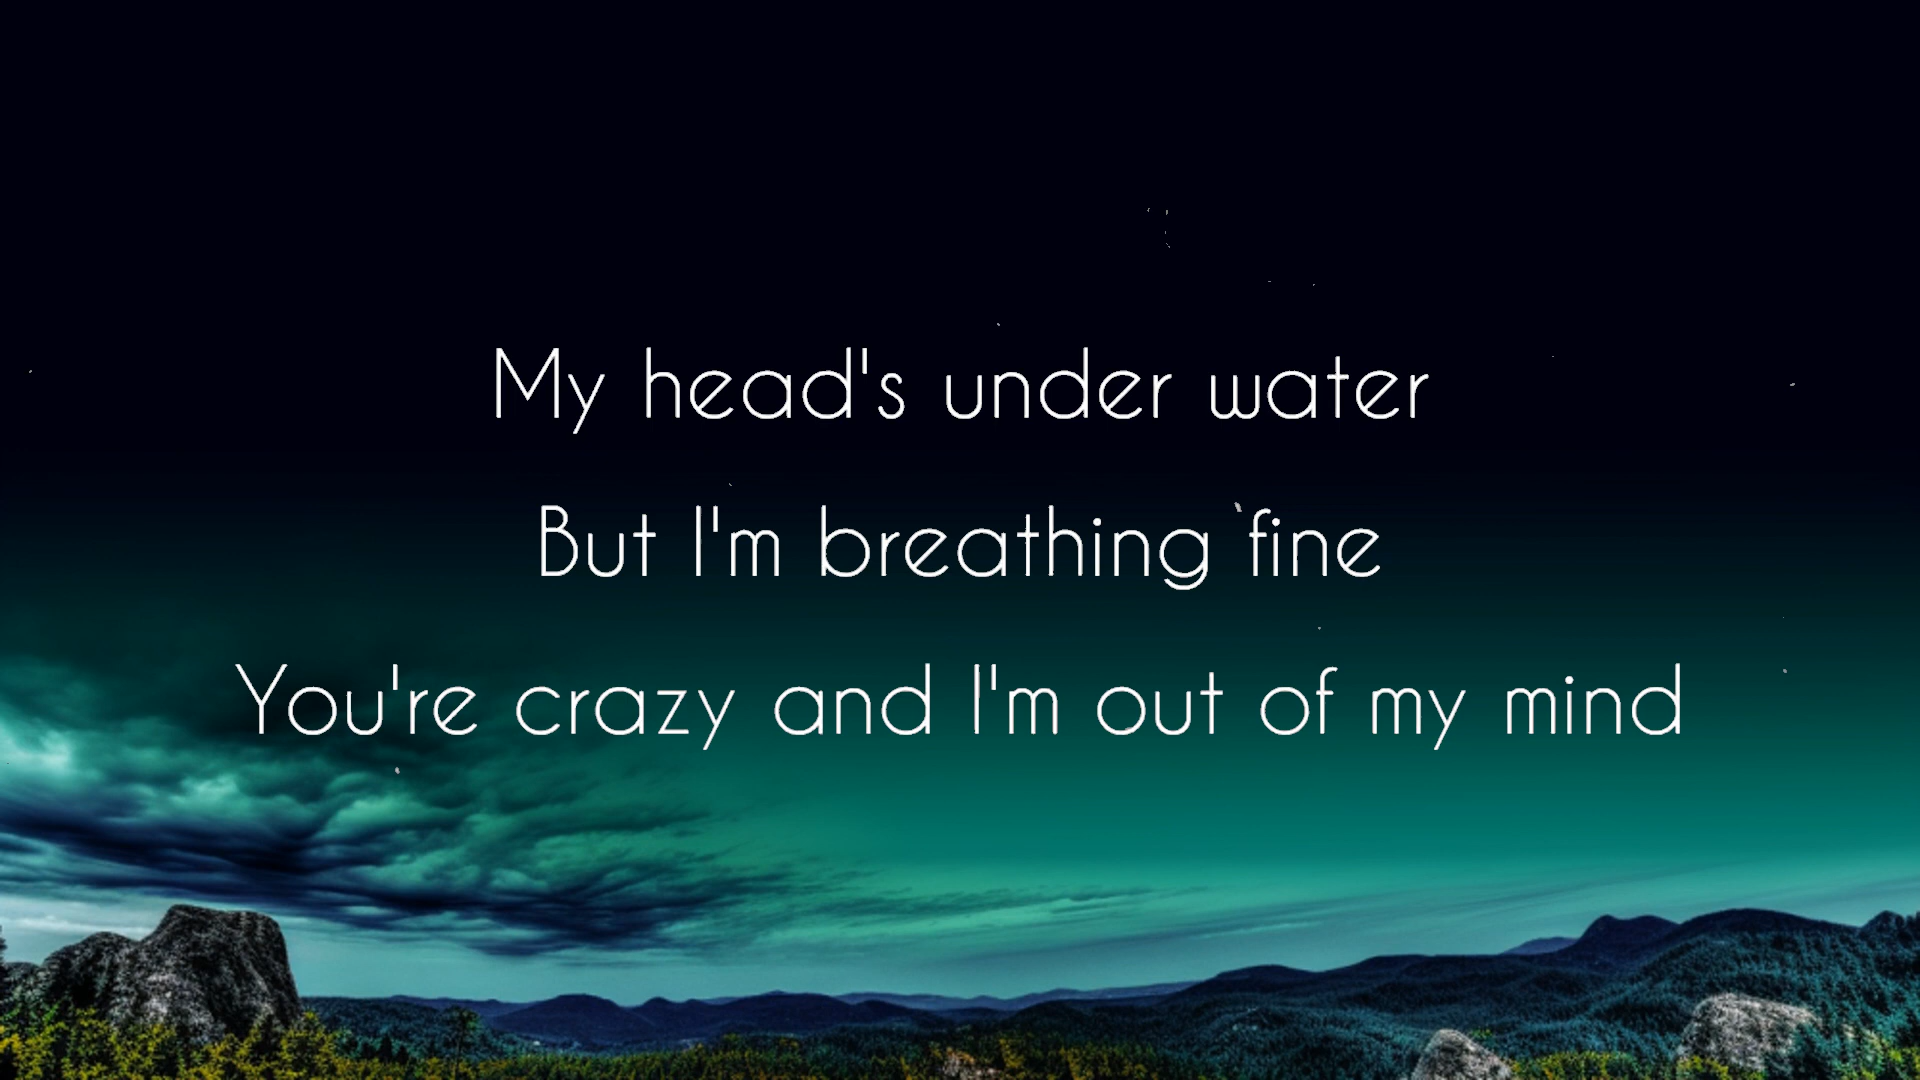 My head's under water
But I'm breathing fine
You're crazy and I'm out of my mind